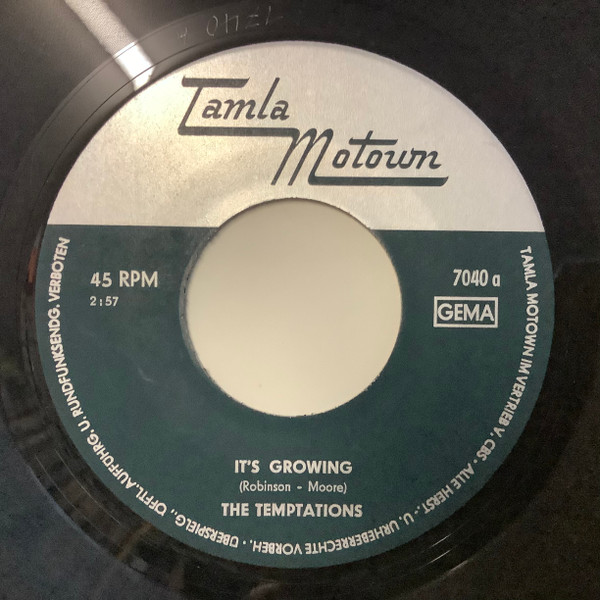 Tamla
Motown
45 RPM
2:57
7040 a
GEMA
IT'S GROWING
(Robinson - Moore)
THE TEMPTATIONS
TAMLA MOTOWN IM VERTRIEB V. CBS · ALLE HERST.- U. URHEBERRECHTE VORBEH. · ÜBERSPIELG., ÖFFTL. AUFFÜHRG. U. RUNDFUNKSENDG. VERBOTEN